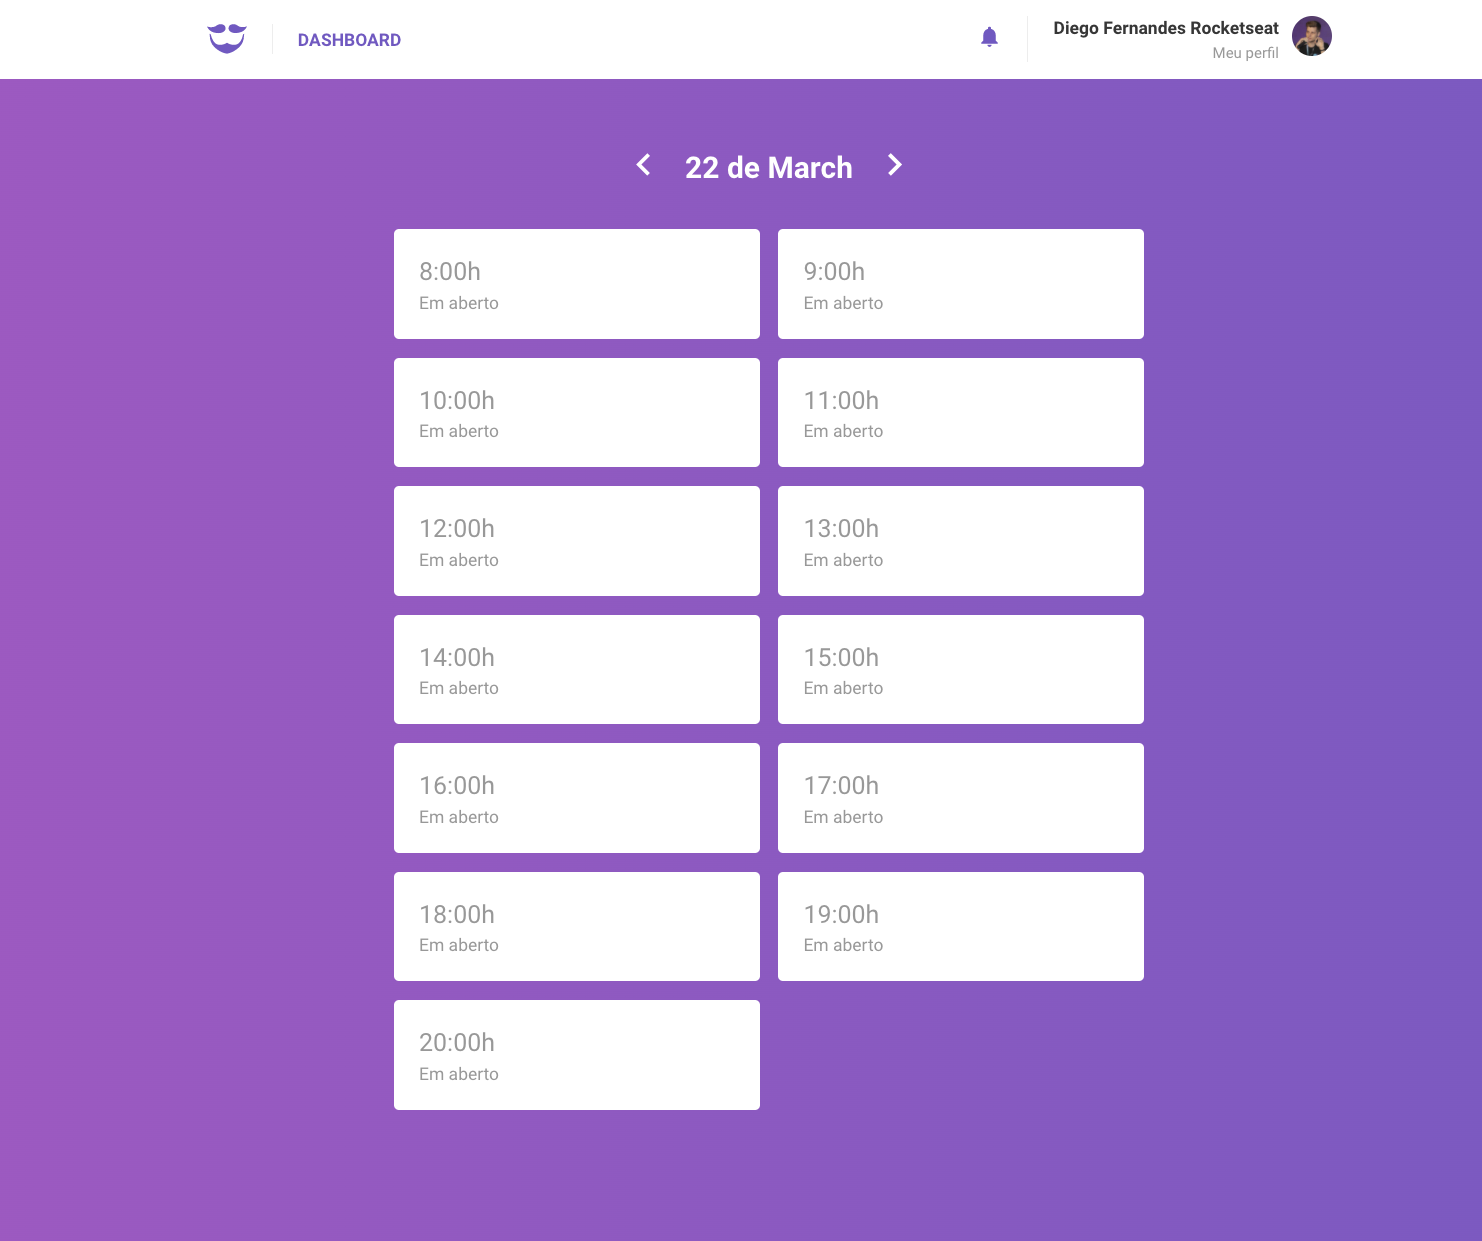 DASHBOARD
Diego Fernandes Rocketseat
Meu perfil
22 de March
8:00h
Em aberto
9:00h
Em aberto
10:00h
Em aberto
11:00h
Em aberto
12:00h
Em aberto
13:00h
Em aberto
14:00h
Em aberto
15:00h
Em aberto
16:00h
Em aberto
17:00h
Em aberto
18:00h
Em aberto
19:00h
Em aberto
20:00h
Em aberto